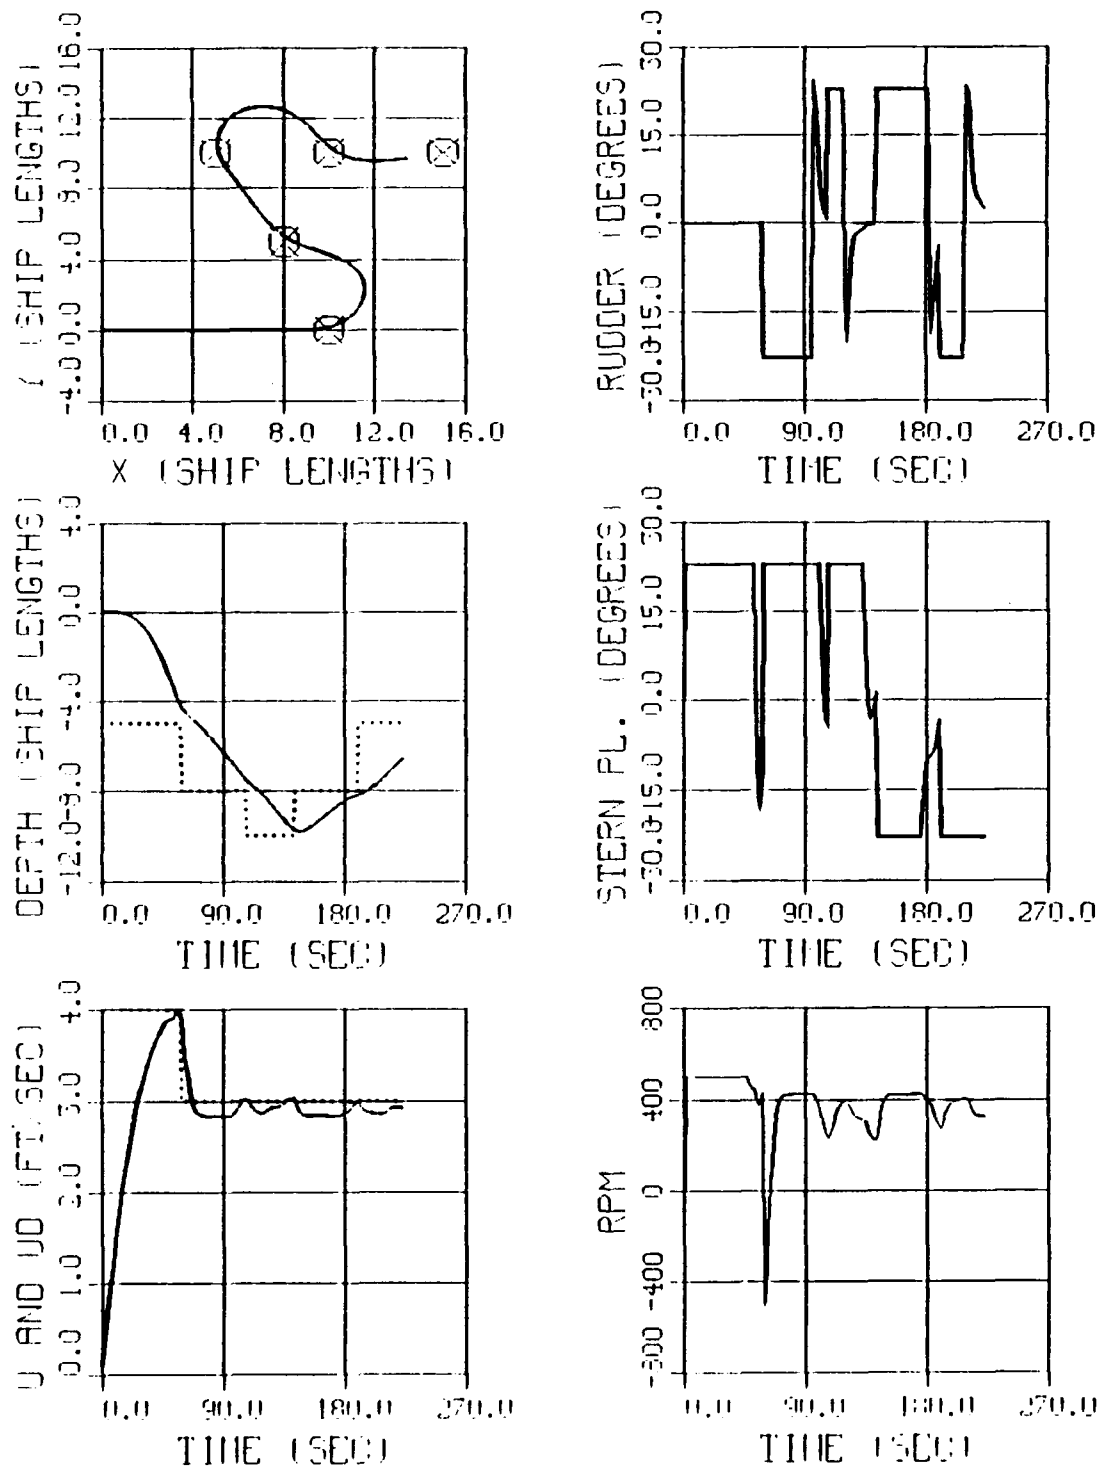 Y (SHIP LENGTHS)
16.0
12.0
8.0
4.0
0.0
-4.0
0.0 4.0 8.0 12.0 16.0
X (SHIP LENGTHS)
RUDDER (DEGREES)
30.0
15.0
0.0
-15.0
-30.0
0.0 90.0 180.0 270.0
TIME (SEC)
DEPTH (SHIP LENGTHS)
4.0
0.0
-4.0
-8.0
-12.0
0.0 90.0 180.0 270.0
TIME (SEC)
STERN PL. (DEGREES)
30.0
15.0
0.0
-15.0
-30.0
0.0 90.0 180.0 270.0
TIME (SEC)
U AND UD (FT/SEC)
4.0
3.0
2.0
1.0
0.0
0.0 90.0 180.0 270.0
TIME (SEC)
RPM
800
400
0
-400
-800
0.0 90.0 180.0 270.0
TIME (SEC)